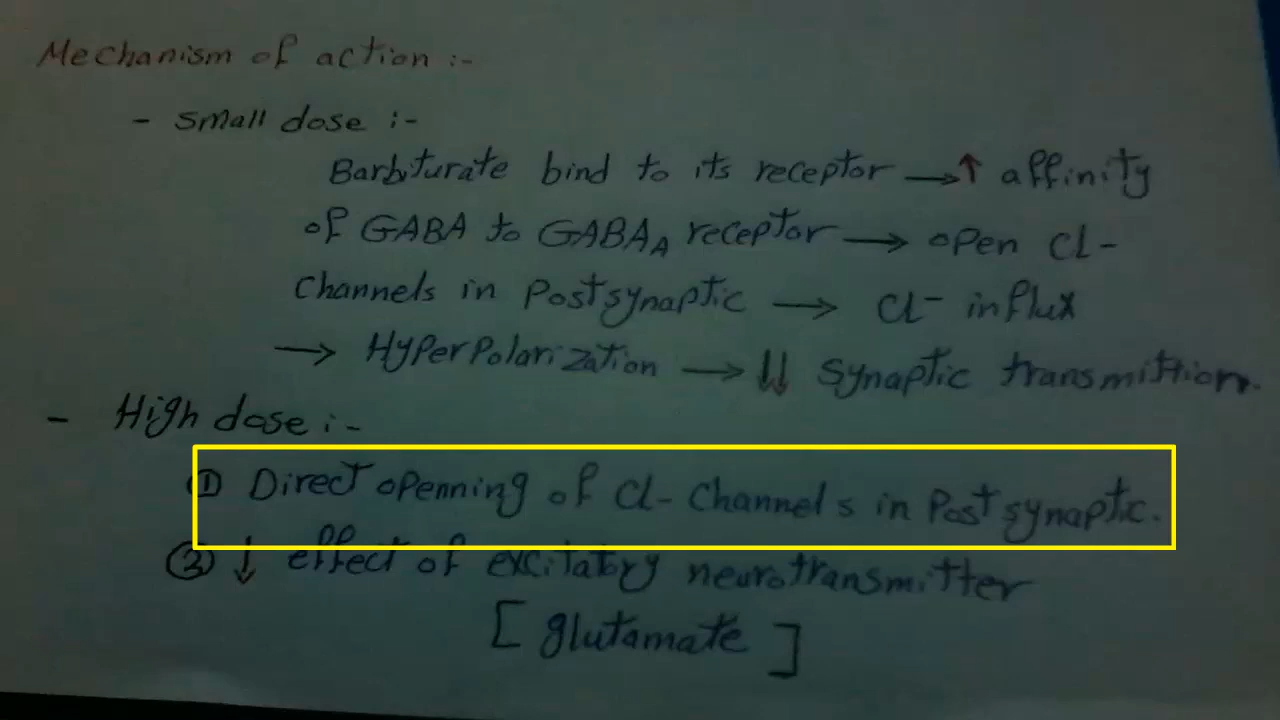 Mechanism of action :-
- small dose :-
Barbiturate bind to its receptor →↑ affinity
of GABA to GABAA receptor → open Cl-
Channels in Postsynaptic → Cl- influx
→ HyperPolarization → ↓↓ Synaptic transmittion.
- High dose :-
① Direct openning of Cl- Channels in Postsynaptic.
② ↓ effect of excitatory neurotransmitter
[glutamate]